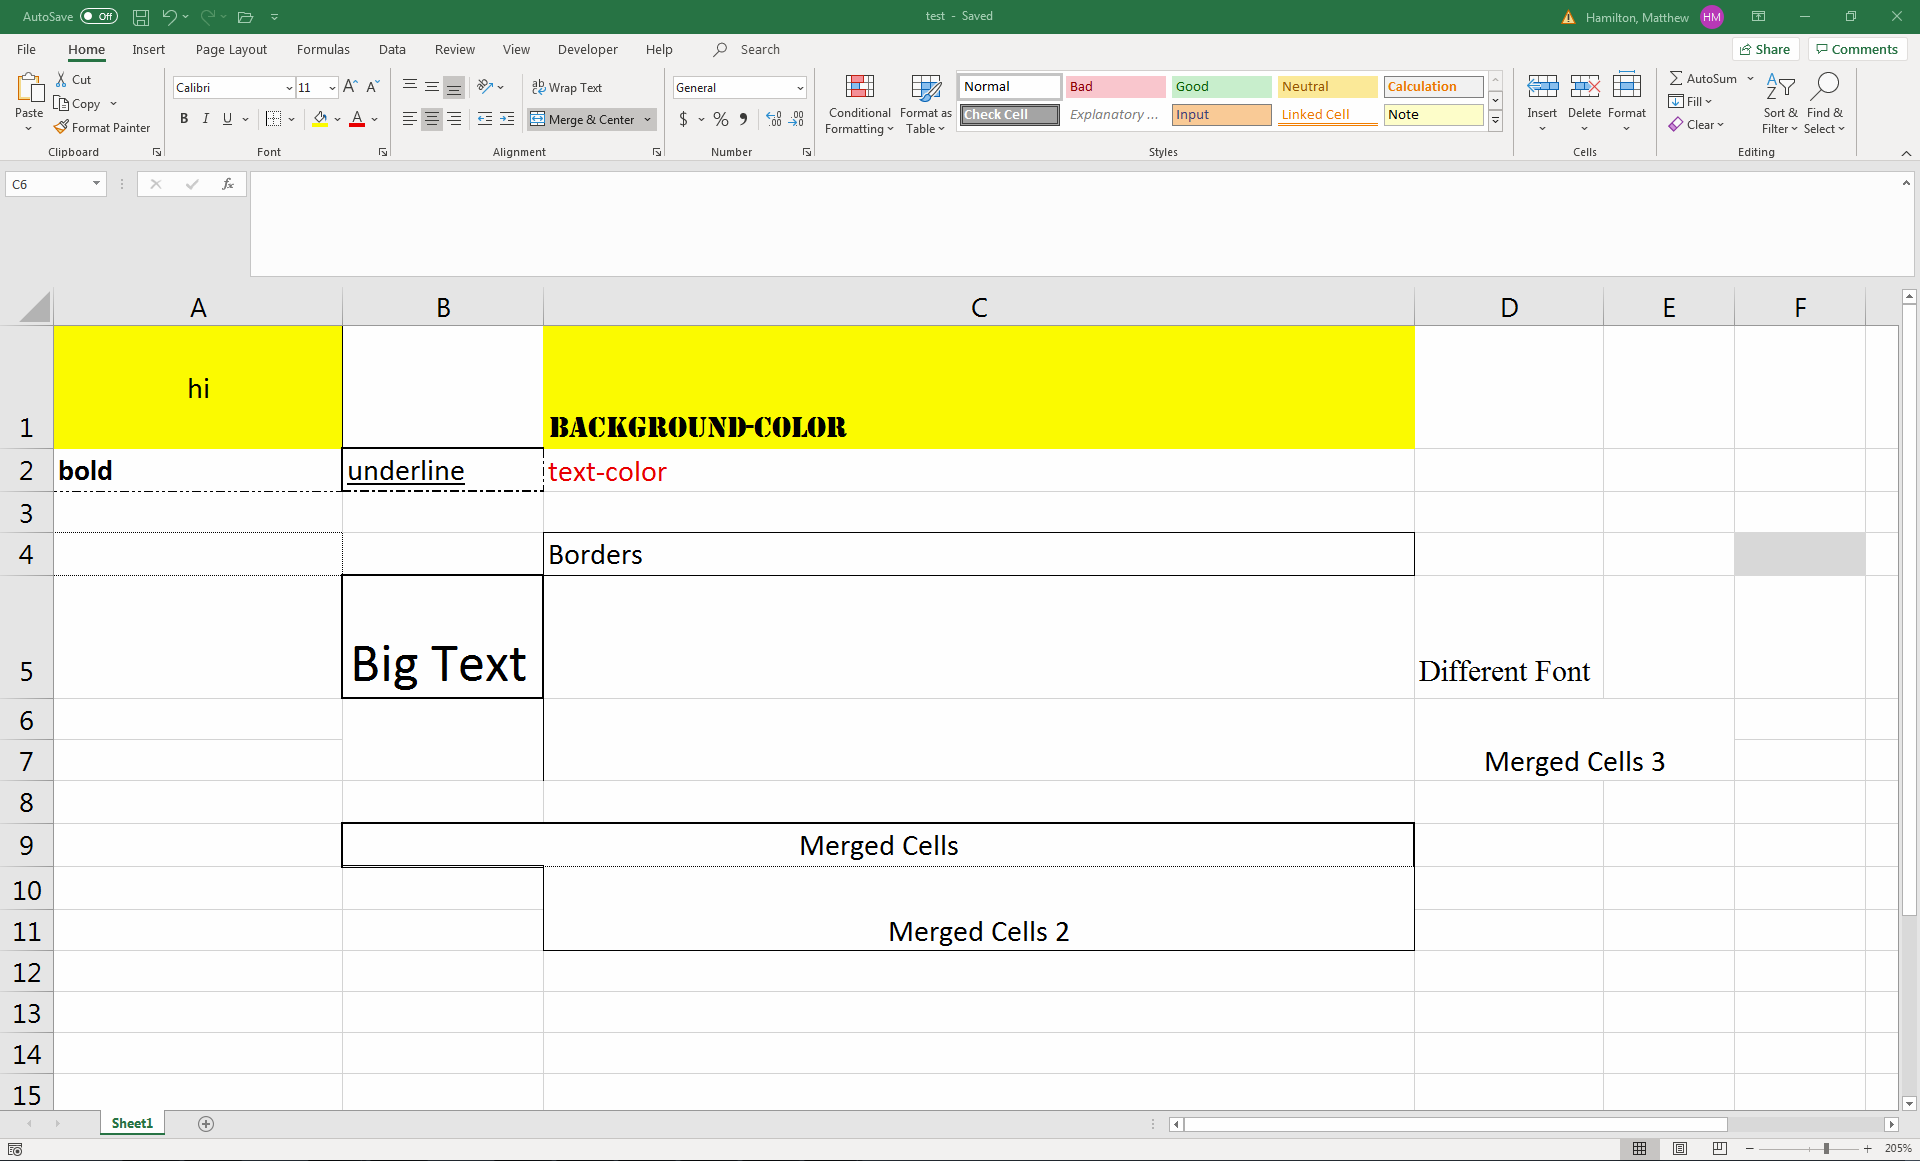 AutoSave Off test - Saved Hamilton, Matthew HM
File Home Insert Page Layout Formulas Data Review View Developer Help Search Share Comments
Paste
Cut
Copy
Format Painter
Clipboard
Calibri 11
B I U A
Font
Wrap Text
Merge & Center
Alignment
General
$ % ,
Number
Conditional Formatting
Format as Table
Normal Bad Good Neutral Calculation
Check Cell Explanatory ... Input Linked Cell Note
Styles
Insert Delete Format
Cells
AutoSum
Fill
Clear
Sort & Filter
Find & Select
Editing
C6 fx
A B C D E F
hi
1 BACKGROUND-COLOR
2 bold underline text-color
3
4 Borders
5 Big Text Different Font
6
7 Merged Cells 3
8
9 Merged Cells
10
11 Merged Cells 2
12
13
14
15
Sheet1
205%